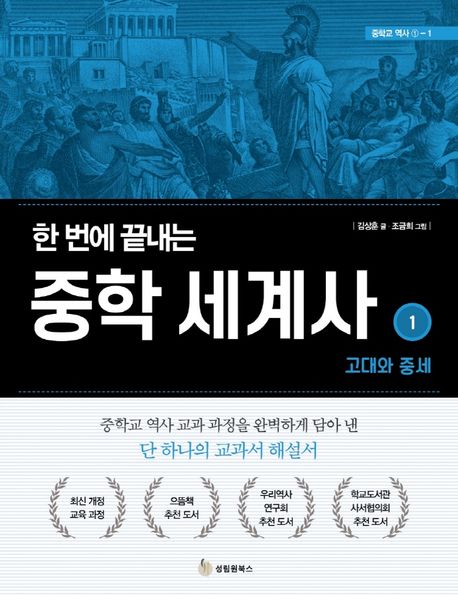 중학교 역사 ①-1
한 번에 끝내는
| 김상훈 글 · 조금희 그림 |
중학 세계사 1
고대와 중세
중학교 역사 교과 과정을 완벽하게 담아 낸
단 하나의 교과서 해설서
최신 개정
교육 과정
으뜸책
추천 도서
우리역사
연구회
추천 도서
학교도서관
사서협의회
추천 도서
성림원북스